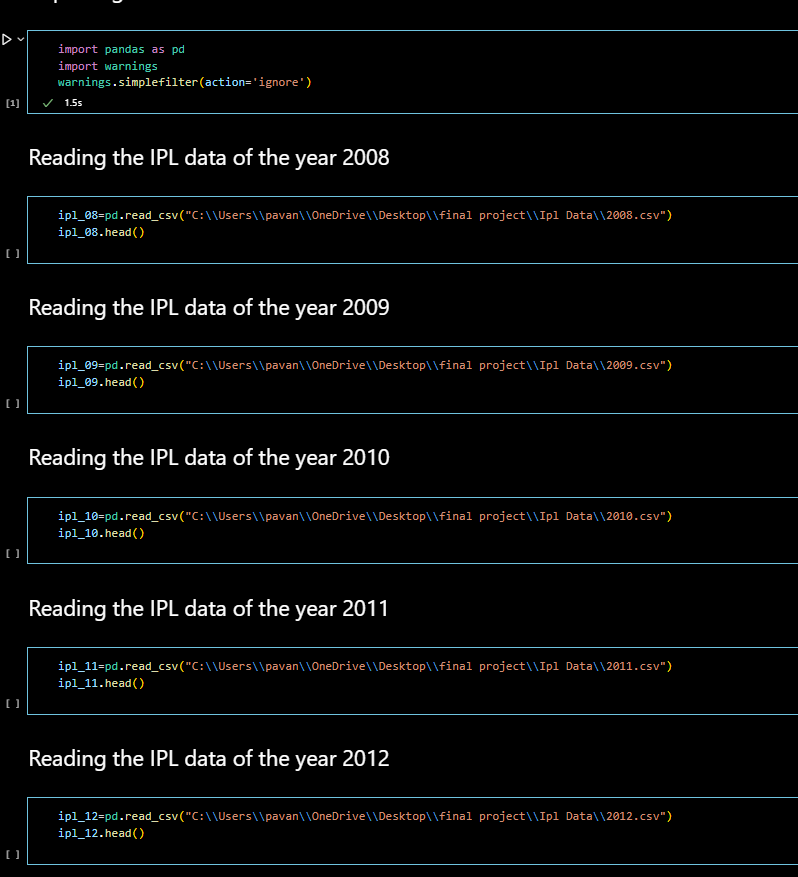 import pandas as pd
import warnings
warnings.simplefilter(action='ignore')
[1]
1.5s
Reading the IPL data of the year 2008
ipl_08=pd.read_csv("C:\\Users\\pavan\\OneDrive\\Desktop\\final project\\Ipl Data\\2008.csv")
ipl_08.head()
[ ]
Reading the IPL data of the year 2009
ipl_09=pd.read_csv("C:\\Users\\pavan\\OneDrive\\Desktop\\final project\\Ipl Data\\2009.csv")
ipl_09.head()
[ ]
Reading the IPL data of the year 2010
ipl_10=pd.read_csv("C:\\Users\\pavan\\OneDrive\\Desktop\\final project\\Ipl Data\\2010.csv")
ipl_10.head()
[ ]
Reading the IPL data of the year 2011
ipl_11=pd.read_csv("C:\\Users\\pavan\\OneDrive\\Desktop\\final project\\Ipl Data\\2011.csv")
ipl_11.head()
[ ]
Reading the IPL data of the year 2012
ipl_12=pd.read_csv("C:\\Users\\pavan\\OneDrive\\Desktop\\final project\\Ipl Data\\2012.csv")
ipl_12.head()
[ ]